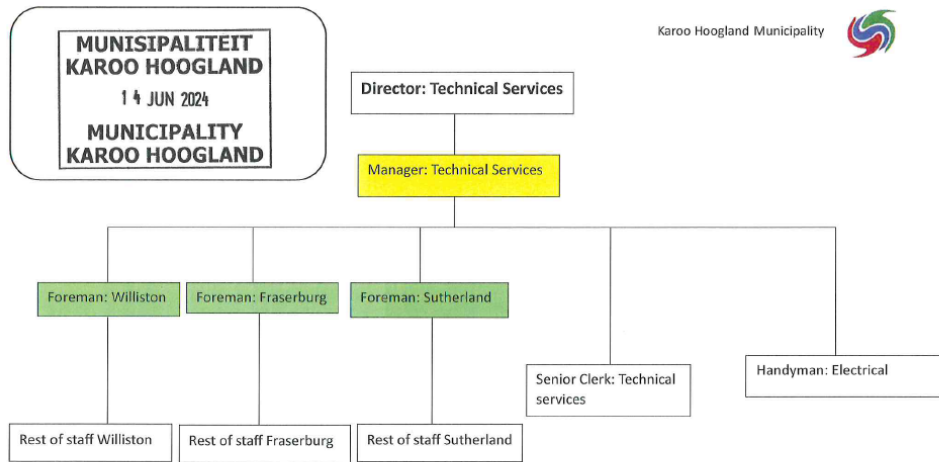 MUNISIPALITEIT
KAROO HOOGLAND
14 JUN 2024
MUNICIPALITY
KAROO HOOGLAND
Karoo Hoogland Municipality
Director: Technical Services
Manager: Technical Services
Foreman: Williston
Foreman: Fraserburg
Foreman: Sutherland
Senior Clerk: Technical
services
Handyman: Electrical
Rest of staff Williston
Rest of staff Fraserburg
Rest of staff Sutherland